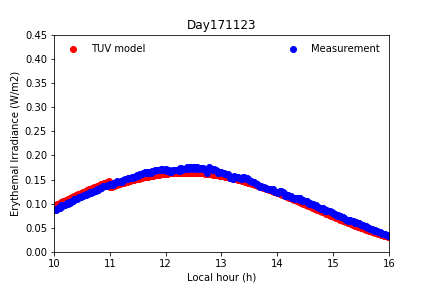 Day171123
TUV model
Measurement
Erythemal Irradiance (W/m2)
0.45
0.40
0.35
0.30
0.25
0.20
0.15
0.10
0.05
0.00
10 11 12 13 14 15 16
Local hour (h)